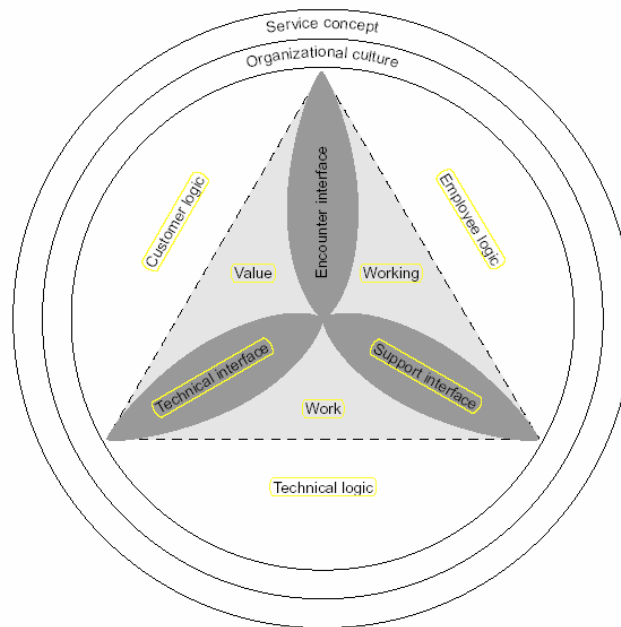 Service concept
Organizational culture
Customer logic
Employee logic
Encounter interface
Value
Working
Technical interface
Support interface
Work
Technical logic